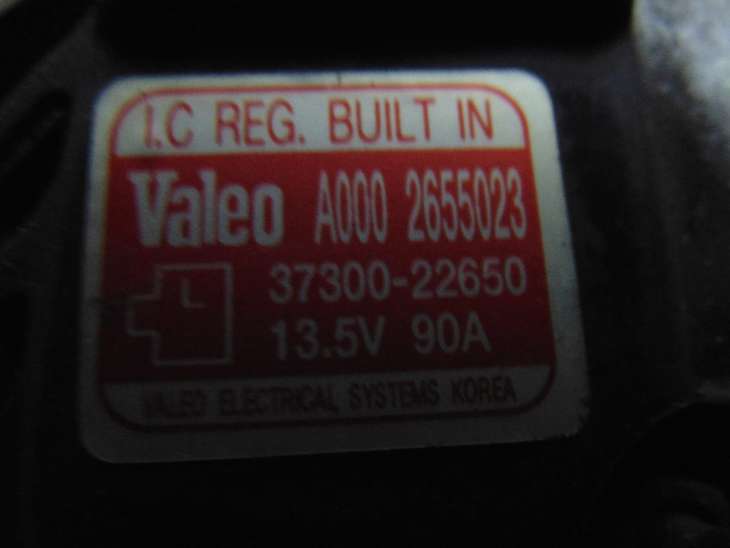 I.C REG. BUILT IN
Valeo A000 2655023
37300-22650
L
13.5V 90A
VALEO ELECTRICAL SYSTEMS KOREA